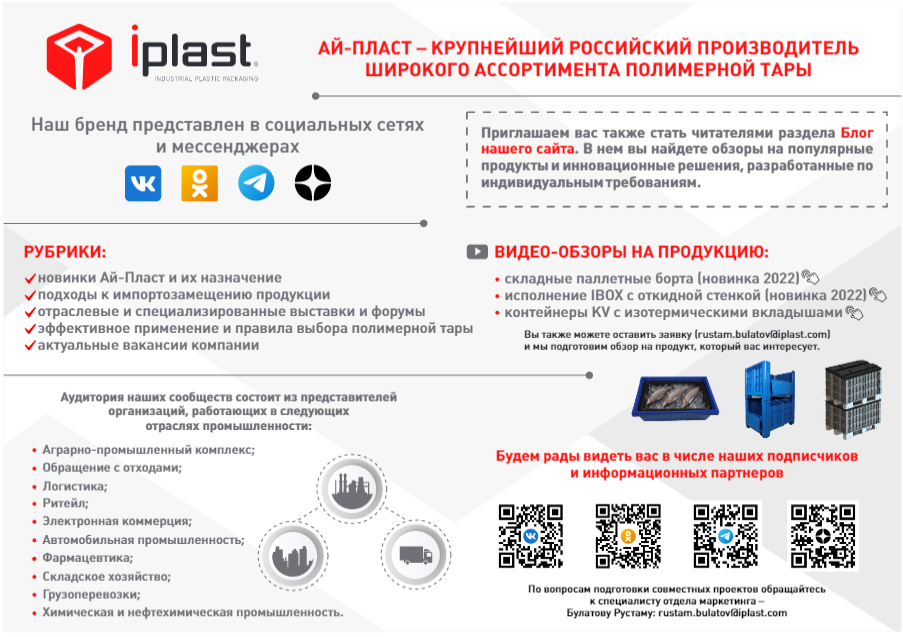 iplast®
INDUSTRIAL PLASTIC PACKAGING
АЙ-ПЛАСТ – КРУПНЕЙШИЙ РОССИЙСКИЙ ПРОИЗВОДИТЕЛЬ
ШИРОКОГО АССОРТИМЕНТА ПОЛИМЕРНОЙ ТАРЫ
Наш бренд представлен в социальных сетях
и мессенджерах
Приглашаем вас также стать читателями раздела Блог
нашего сайта. В нем вы найдете обзоры на популярные
продукты и инновационные решения, разработанные по
индивидуальным требованиям.
РУБРИКИ:
новинки Ай-Пласт и их назначение
подходы к импортозамещению продукции
отраслевые и специализированные выставки и форумы
эффективное применение и правила выбора полимерной тары
актуальные вакансии компании
ВИДЕО-ОБЗОРЫ НА ПРОДУКЦИЮ:
• складные паллетные борта (новинка 2022)
• исполнение IBOX с откидной стенкой (новинка 2022)
• контейнеры KV с изотермическими вкладышами
Вы также можете оставить заявку (rustam.bulatov@iplast.com)
и мы подготовим обзор на продукт, который вас интересует.
Аудитория наших сообществ состоит из представителей
организаций, работающих в следующих
отраслях промышленности:
• Аграрно-промышленный комплекс;
• Обращение с отходами;
• Логистика;
• Ритейл;
• Электронная коммерция;
• Автомобильная промышленность;
• Фармацевтика;
• Складское хозяйство;
• Грузоперевозки;
• Химическая и нефтехимическая промышленность.
Будем рады видеть вас в числе наших подписчиков
и информационных партнеров
По вопросам подготовки совместных проектов обращайтесь
к специалисту отдела маркетинга –
Булатову Рустаму: rustam.bulatov@iplast.com